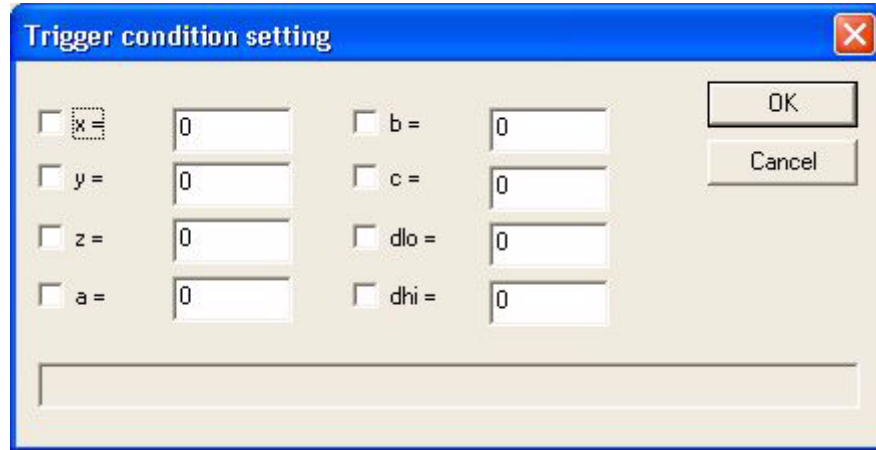 Trigger condition setting
x = 0 b = 0 OK
y = 0 c = 0 Cancel
z = 0 dlo = 0
a = 0 dhi = 0